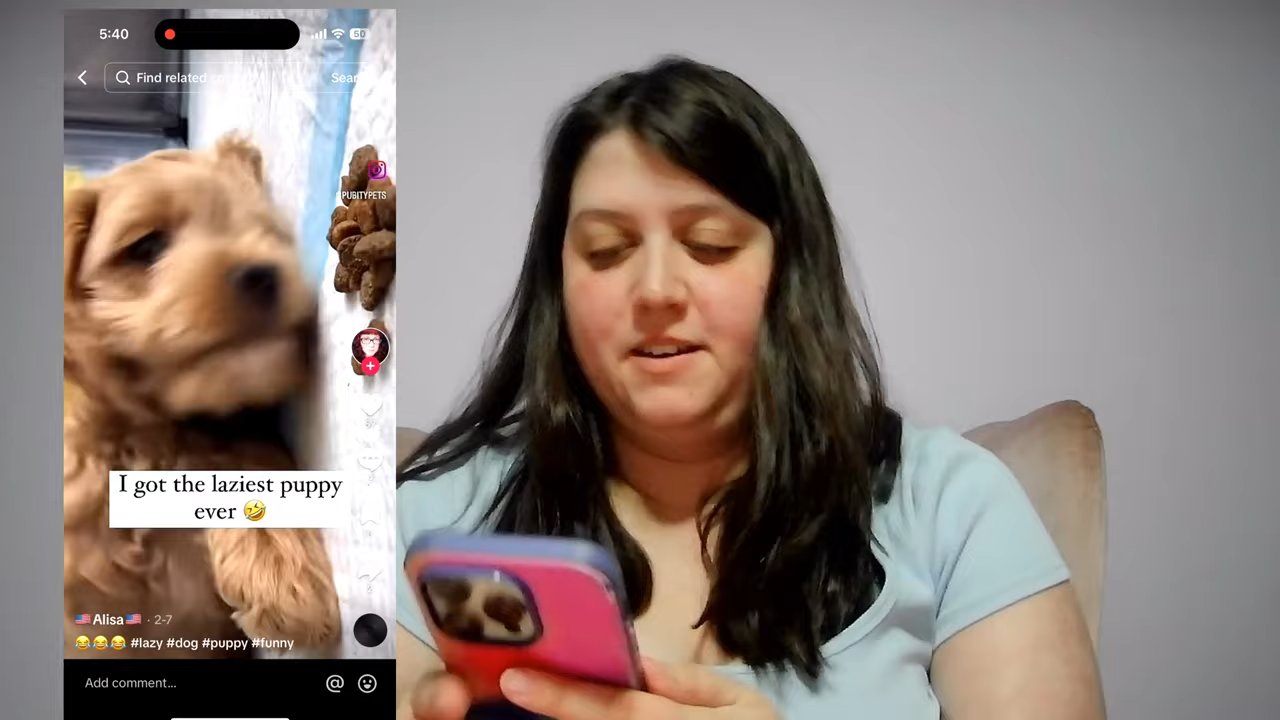 5:40
Find related
Sear
PUBITYPETS
I got the laziest puppy
ever 🤣
🇺🇸Alisa🇺🇸 · 2-7
😂😂😂 #lazy #dog #puppy #funny
Add comment...